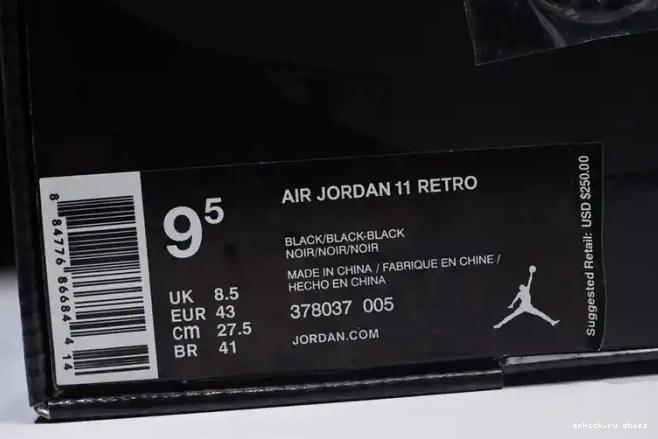 8 84776 86684 4 14
9⁵
UK 8.5
EUR 43
cm 27.5
BR 41
AIR JORDAN 11 RETRO
BLACK/BLACK-BLACK
NOIR/NOIR/NOIR
MADE IN CHINA / FABRIQUE EN CHINE /
HECHO EN CHINA
378037 005
JORDAN.COM
Suggested Retail: USD $250.00
ephick.ru shoes